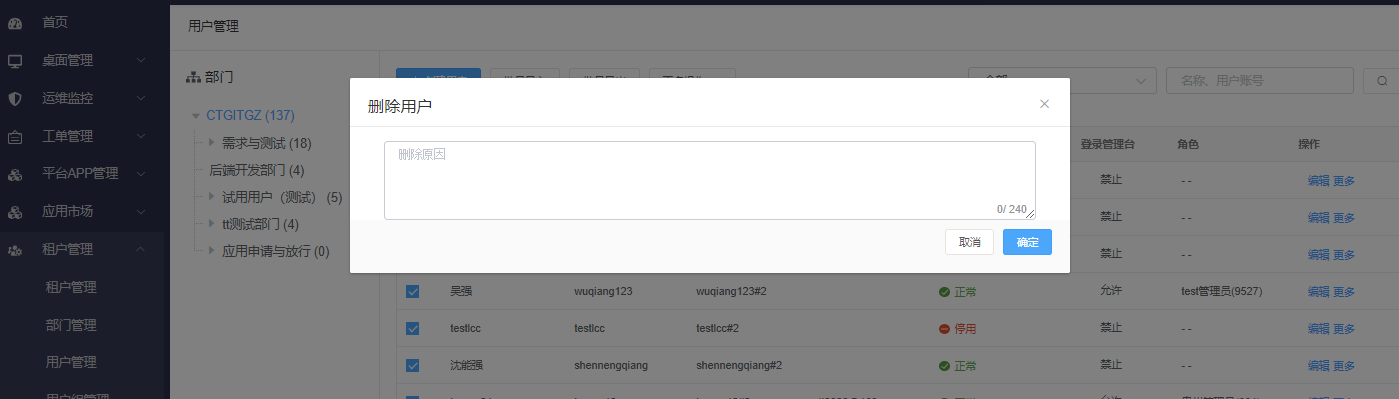 首页
桌面管理
运维监控
工单管理
平台APP管理
应用市场
租户管理
租户管理
部门管理
用户管理
用户组管理
用户管理
部门
CTGITGZ (137)
需求与测试 (18)
后端开发部门 (4)
试用用户（测试） (5)
tt测试部门 (4)
应用申请与放行 (0)
全部
名称、用户账号
删除用户
删除原因
0/ 240
取消
确定
登录管理台 角色 操作
禁止 - - 编辑 更多
禁止 - - 编辑 更多
禁止 - - 编辑 更多
吴强 wuqiang123 wuqiang123#2 正常 允许 test管理员(9527) 编辑 更多
testlcc testlcc testlcc#2 停用 禁止 - - 编辑 更多
沈能强 shennengqiang shennengqiang#2 正常 禁止 - - 编辑 更多